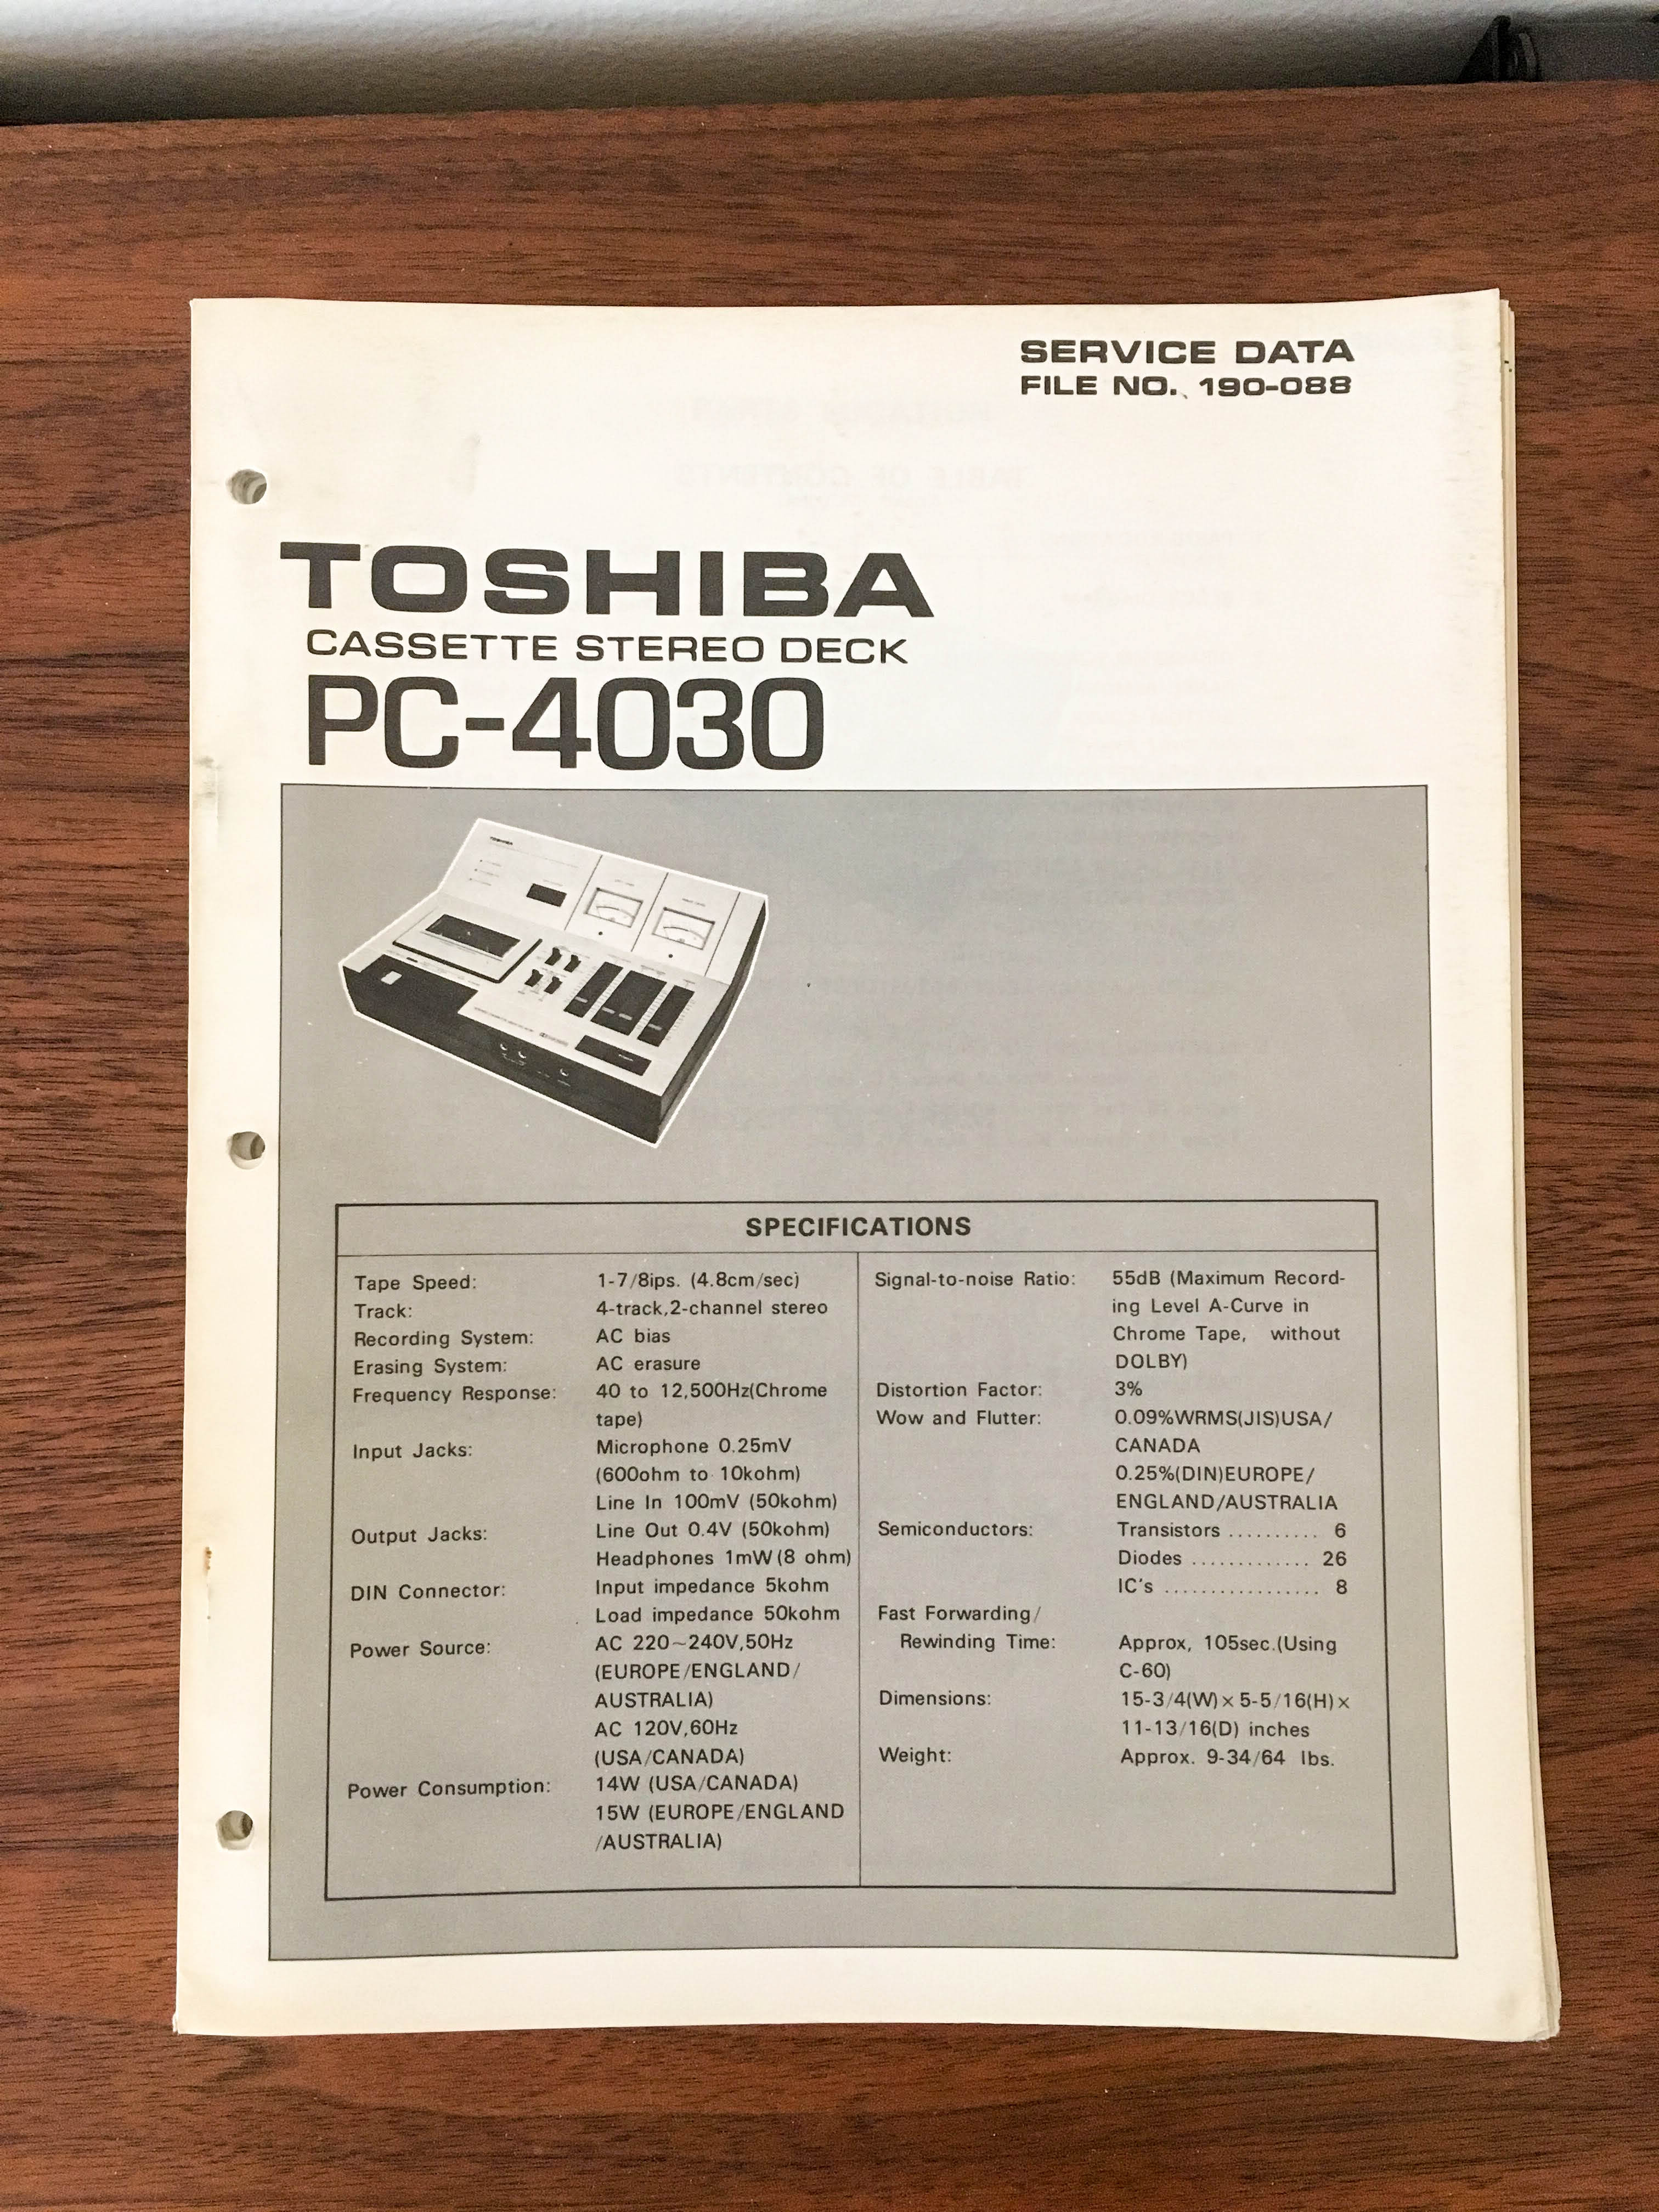 SERVICE DATA
FILE NO. 190-088
TOSHIBA
CASSETTE STEREO DECK
PC-4030
TOSHIBA
SPECIFICATIONS
Tape Speed: 1-7/8ips. (4.8cm/sec)
Track: 4-track,2-channel stereo
Recording System: AC bias
Erasing System: AC erasure
Frequency Response: 40 to 12,500Hz(Chrome
tape)
Input Jacks: Microphone 0.25mV
(600ohm to 10kohm)
Line In 100mV (50kohm)
Output Jacks: Line Out 0.4V (50kohm)
Headphones 1mW (8 ohm)
DIN Connector: Input impedance 5kohm
Load impedance 50kohm
Power Source: AC 220~240V,50Hz
(EUROPE/ENGLAND/
AUSTRALIA)
AC 120V,60Hz
(USA/CANADA)
Power Consumption: 14W (USA/CANADA)
15W (EUROPE/ENGLAND
/AUSTRALIA)
Signal-to-noise Ratio: 55dB (Maximum Record-
ing Level A-Curve in
Chrome Tape, without
DOLBY)
Distortion Factor: 3%
Wow and Flutter: 0.09%WRMS(JIS)USA/
CANADA
0.25%(DIN)EUROPE/
ENGLAND/AUSTRALIA
Semiconductors: Transistors .......... 6
Diodes ............. 26
IC's ................. 8
Fast Forwarding/
Rewinding Time: Approx, 105sec.(Using
C-60)
Dimensions: 15-3/4(W) × 5-5/16(H) ×
11-13/16(D) inches
Weight: Approx. 9-34/64 lbs.